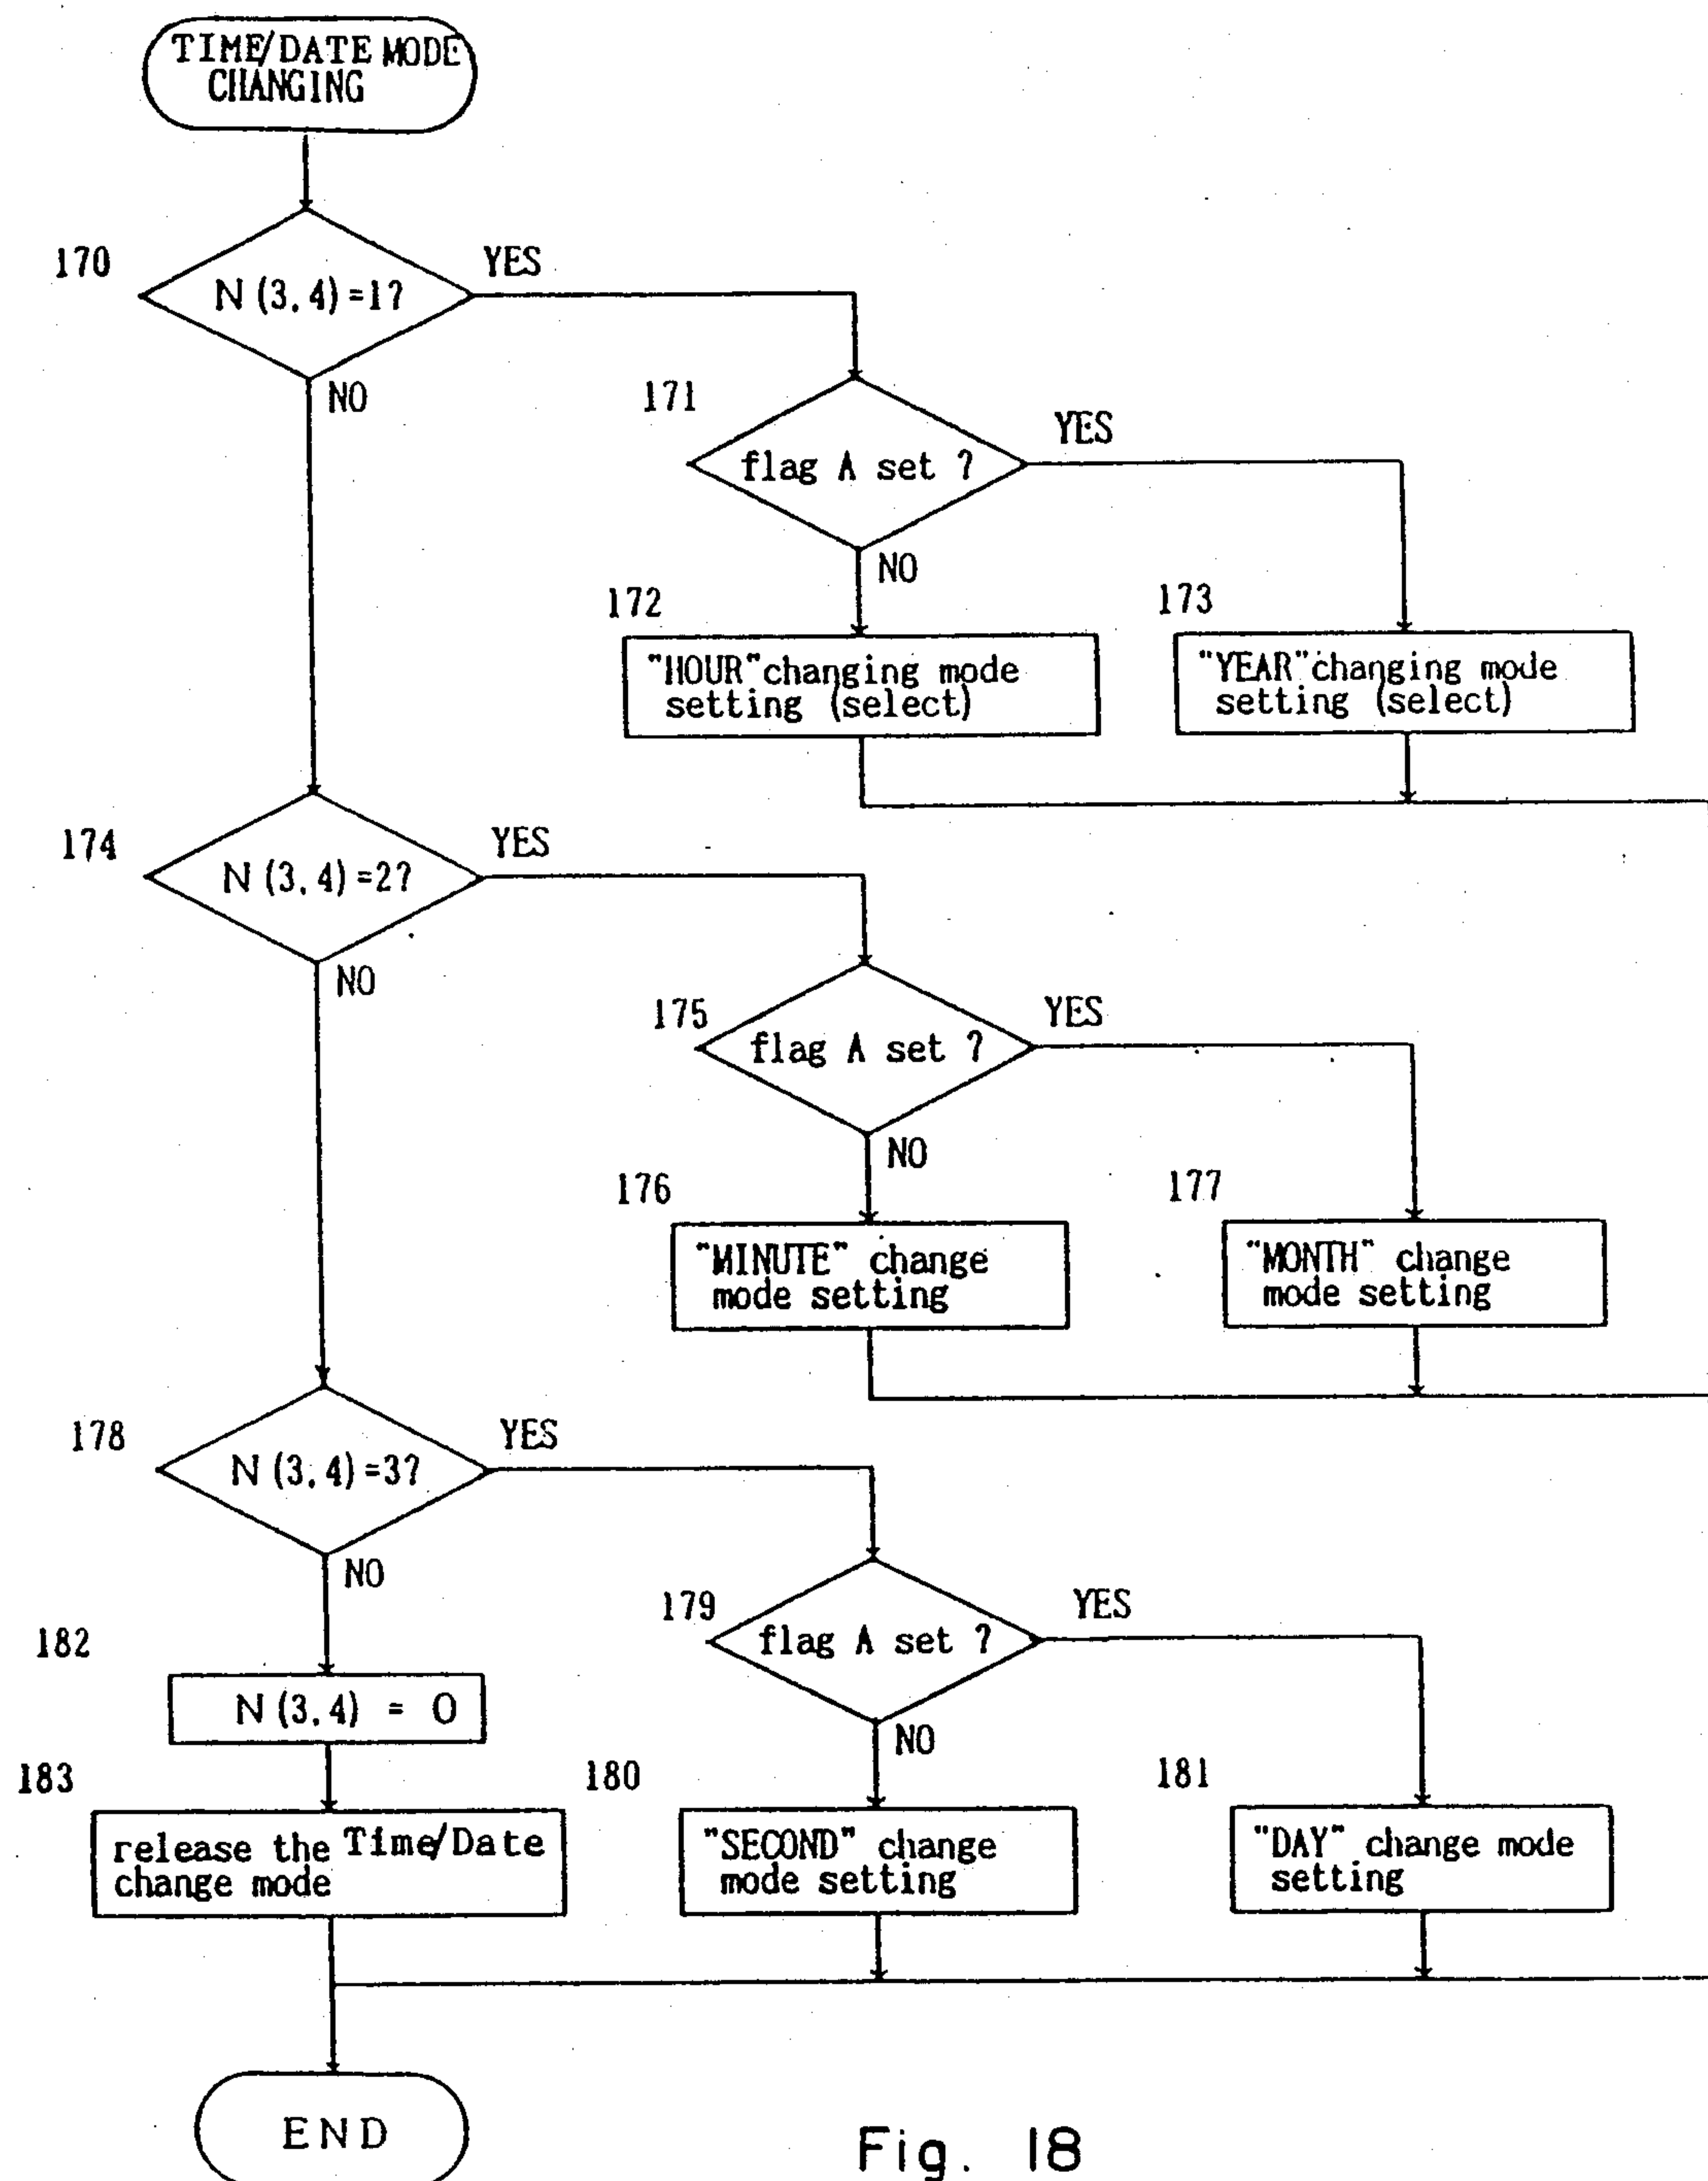 TIME/DATE MODE
CHANGING
170
N (3,4) =1?
YES
NO
171
flag A set ?
YES
NO
172
"HOUR"changing mode
setting (select)
173
"YEAR"changing mode
setting (select)
174
N (3,4) =2?
YES
NO
175
flag A set ?
YES
NO
176
"MINUTE" change
mode setting
177
"MONTH" change
mode setting
178
N (3,4) =3?
YES
NO
179
flag A set ?
YES
NO
182
N (3,4) = 0
183
release the Time/Date
change mode
180
"SECOND" change
mode setting
181
"DAY" change mode
setting
END
Fig. 18